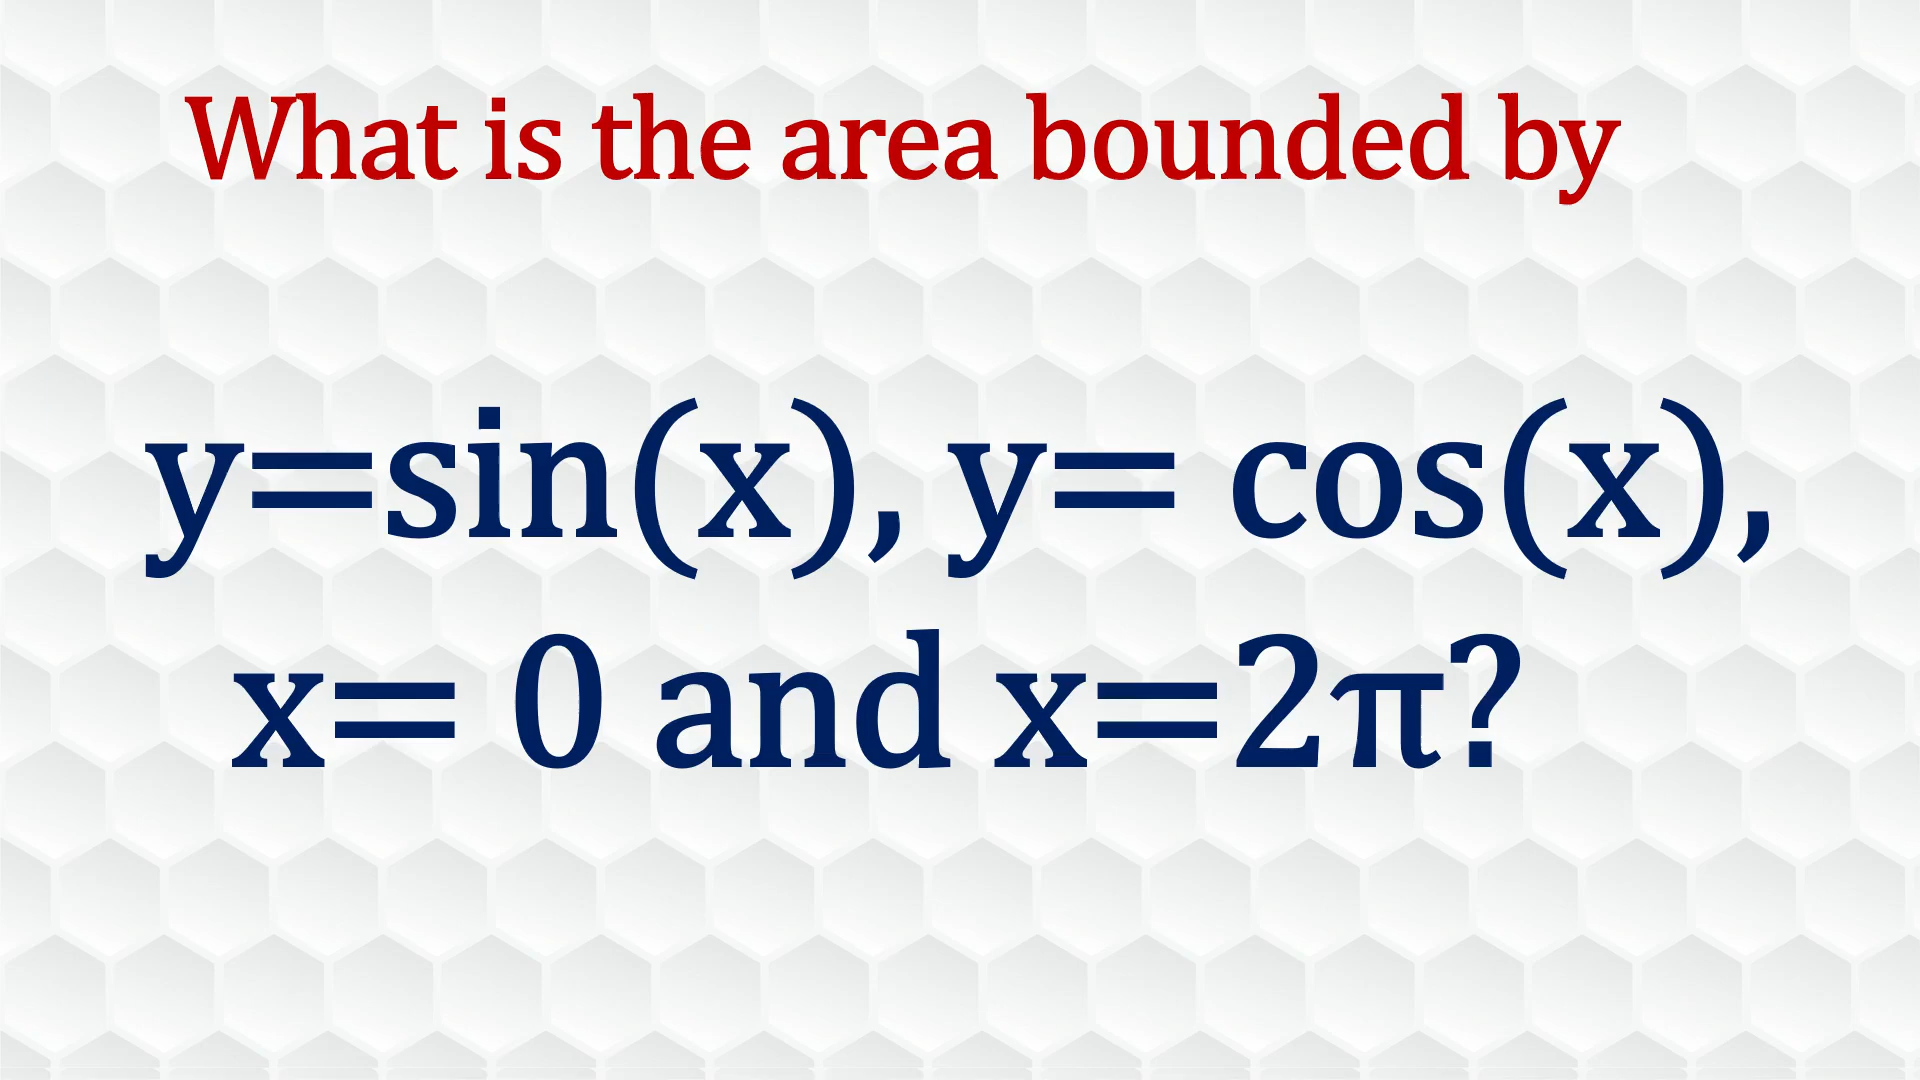 What is the area bounded by
y=sin(x), y= cos(x),
x= 0 and x=2π?